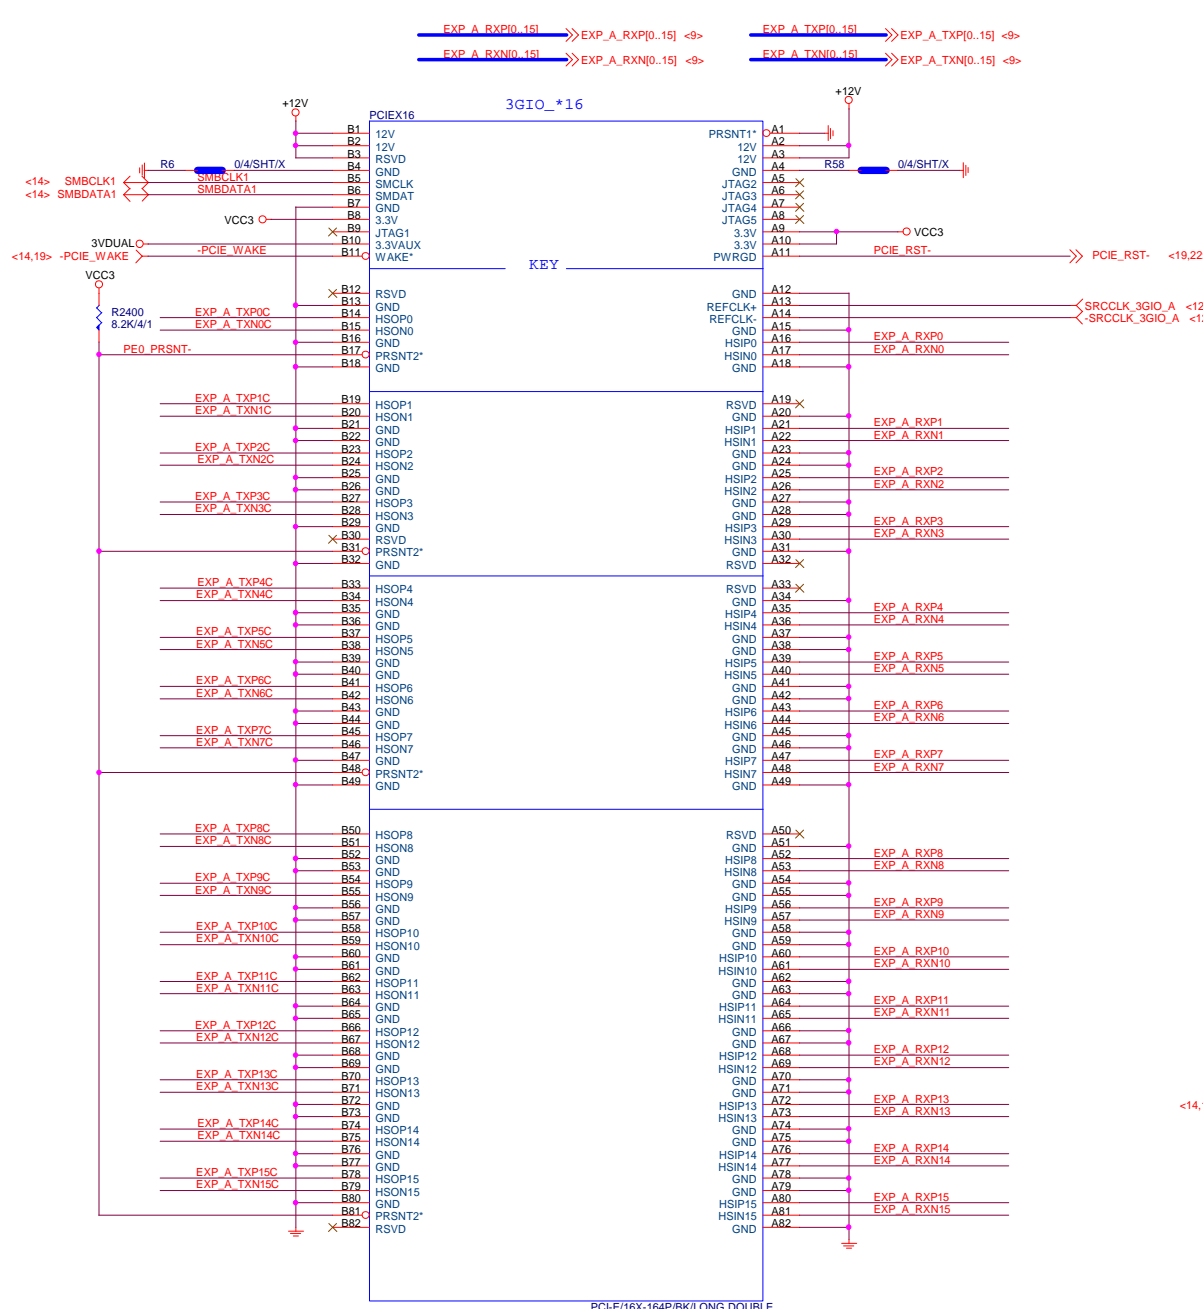 EXP_A_RXP[0..15] EXP_A_RXP[0..15] <9> EXP_A_TXP[0..15] EXP_A_TXP[0..15] <9>
EXP_A_RXN[0..15] EXP_A_RXN[0..15] <9> EXP_A_TXN[0..15] EXP_A_TXN[0..15] <9>
+12V 3GIO_*16 +12V
PCIEX16
B1 12V PRSNT1* A1
B2 12V 12V A2
B3 RSVD 12V A3
R6 0/4/SHT/X B4 GND GND A4 R58 0/4/SHT/X
<14> SMBCLK1 SMBCLK1 B5 SMCLK JTAG2 A5
<14> SMBDATA1 SMBDATA1 B6 SMDAT JTAG3 A6
B7 GND JTAG4 A7
VCC3 B8 3.3V JTAG5 A8
B9 JTAG1 3.3V A9 VCC3
3VDUAL B10 3.3VAUX 3.3V A10
<14,19> -PCIE_WAKE -PCIE_WAKE B11 WAKE* PWRGD A11 PCIE_RST- PCIE_RST- <19,22
KEY
VCC3
B12 RSVD GND A12
B13 GND REFCLK+ A13 SRCCLK_3GIO_A <12
R2400 EXP_A_TXP0C B14 HSOP0 REFCLK- A14 -SRCCLK_3GIO_A <1
8.2K/4/1 EXP_A_TXN0C B15 HSON0 GND A15
B16 GND HSIP0 A16 EXP_A_RXP0
PE0_PRSNT- B17 PRSNT2* HSIN0 A17 EXP_A_RXN0
B18 GND GND A18
EXP_A_TXP1C B19 HSOP1 RSVD A19
EXP_A_TXN1C B20 HSON1 GND A20
B21 GND HSIP1 A21 EXP_A_RXP1
B22 GND HSIN1 A22 EXP_A_RXN1
EXP_A_TXP2C B23 HSOP2 GND A23
EXP_A_TXN2C B24 HSON2 GND A24
B25 GND HSIP2 A25 EXP_A_RXP2
B26 GND HSIN2 A26 EXP_A_RXN2
EXP_A_TXP3C B27 HSOP3 GND A27
EXP_A_TXN3C B28 HSON3 GND A28
B29 GND HSIP3 A29 EXP_A_RXP3
B30 RSVD HSIN3 A30 EXP_A_RXN3
B31 PRSNT2* GND A31
B32 GND RSVD A32
EXP_A_TXP4C B33 HSOP4 RSVD A33
EXP_A_TXN4C B34 HSON4 GND A34
B35 GND HSIP4 A35 EXP_A_RXP4
B36 GND HSIN4 A36 EXP_A_RXN4
EXP_A_TXP5C B37 HSOP5 GND A37
EXP_A_TXN5C B38 HSON5 GND A38
B39 GND HSIP5 A39 EXP_A_RXP5
B40 GND HSIN5 A40 EXP_A_RXN5
EXP_A_TXP6C B41 HSOP6 GND A41
EXP_A_TXN6C B42 HSON6 GND A42
B43 GND HSIP6 A43 EXP_A_RXP6
B44 GND HSIN6 A44 EXP_A_RXN6
EXP_A_TXP7C B45 HSOP7 GND A45
EXP_A_TXN7C B46 HSON7 GND A46
B47 GND HSIP7 A47 EXP_A_RXP7
B48 PRSNT2* HSIN7 A48 EXP_A_RXN7
B49 GND GND A49
EXP_A_TXP8C B50 HSOP8 RSVD A50
EXP_A_TXN8C B51 HSON8 GND A51
B52 GND HSIP8 A52 EXP_A_RXP8
B53 GND HSIN8 A53 EXP_A_RXN8
EXP_A_TXP9C B54 HSOP9 GND A54
EXP_A_TXN9C B55 HSON9 GND A55
B56 GND HSIP9 A56 EXP_A_RXP9
B57 GND HSIN9 A57 EXP_A_RXN9
EXP_A_TXP10C B58 HSOP10 GND A58
EXP_A_TXN10C B59 HSON10 GND A59
B60 GND HSIP10 A60 EXP_A_RXP10
B61 GND HSIN10 A61 EXP_A_RXN10
EXP_A_TXP11C B62 HSOP11 GND A62
EXP_A_TXN11C B63 HSON11 GND A63
B64 GND HSIP11 A64 EXP_A_RXP11
B65 GND HSIN11 A65 EXP_A_RXN11
EXP_A_TXP12C B66 HSOP12 GND A66
EXP_A_TXN12C B67 HSON12 GND A67
B68 GND HSIP12 A68 EXP_A_RXP12
B69 GND HSIN12 A69 EXP_A_RXN12
EXP_A_TXP13C B70 HSOP13 GND A70
EXP_A_TXN13C B71 HSON13 GND A71
B72 GND HSIP13 A72 EXP_A_RXP13 <14,
B73 GND HSIN13 A73 EXP_A_RXN13
EXP_A_TXP14C B74 HSOP14 GND A74
EXP_A_TXN14C B75 HSON14 GND A75
B76 GND HSIP14 A76 EXP_A_RXP14
B77 GND HSIN14 A77 EXP_A_RXN14
EXP_A_TXP15C B78 HSOP15 GND A78
EXP_A_TXN15C B79 HSON15 GND A79
B80 GND HSIP15 A80 EXP_A_RXP15
B81 PRSNT2* HSIN15 A81 EXP_A_RXN15
B82 RSVD GND A82
PCI-E/16X-164P/BK/LONG DOUBLE